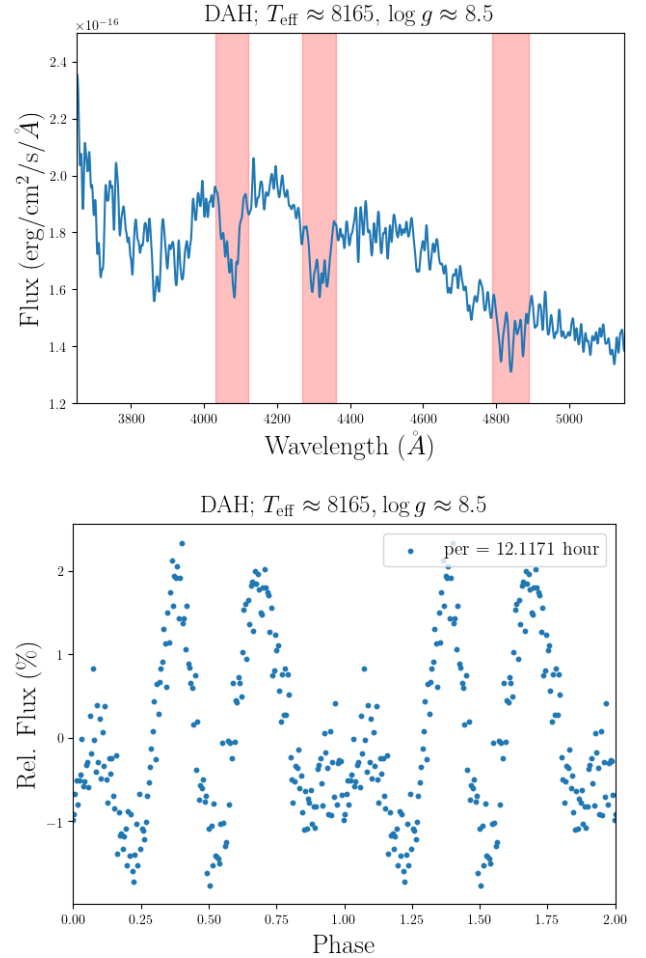 DAH; T_eff ≈ 8165, log g ≈ 8.5
×10⁻¹⁶
2.4
2.2
2.0
1.8
1.6
1.4
1.2
Flux (erg/cm²/s/Å)
3800 4000 4200 4400 4600 4800 5000
Wavelength (Å)
DAH; T_eff ≈ 8165, log g ≈ 8.5
per = 12.1171 hour
2
1
0
−1
Rel. Flux (%)
0.00 0.25 0.50 0.75 1.00 1.25 1.50 1.75 2.00
Phase